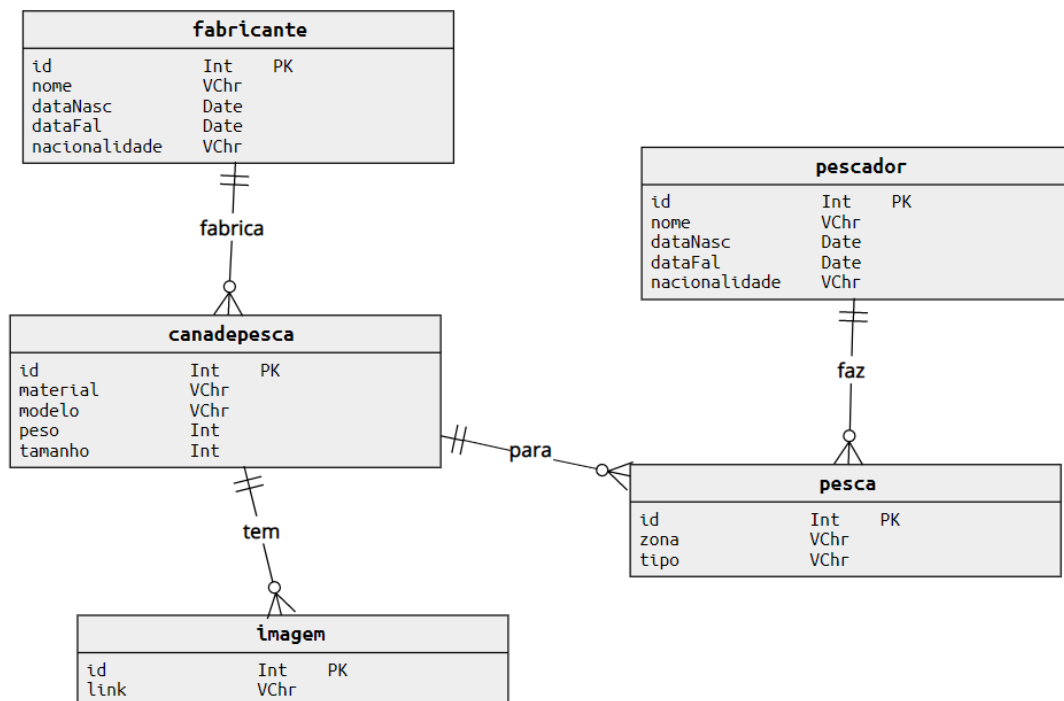 fabricante
id Int PK
nome VChr
dataNasc Date
dataFal Date
nacionalidade VChr
fabrica
pescador
id Int PK
nome VChr
dataNasc Date
dataFal Date
nacionalidade VChr
faz
canadepesca
id Int PK
material VChr
modelo VChr
peso Int
tamanho Int
para
pesca
id Int PK
zona VChr
tipo VChr
tem
imagem
id Int PK
link VChr